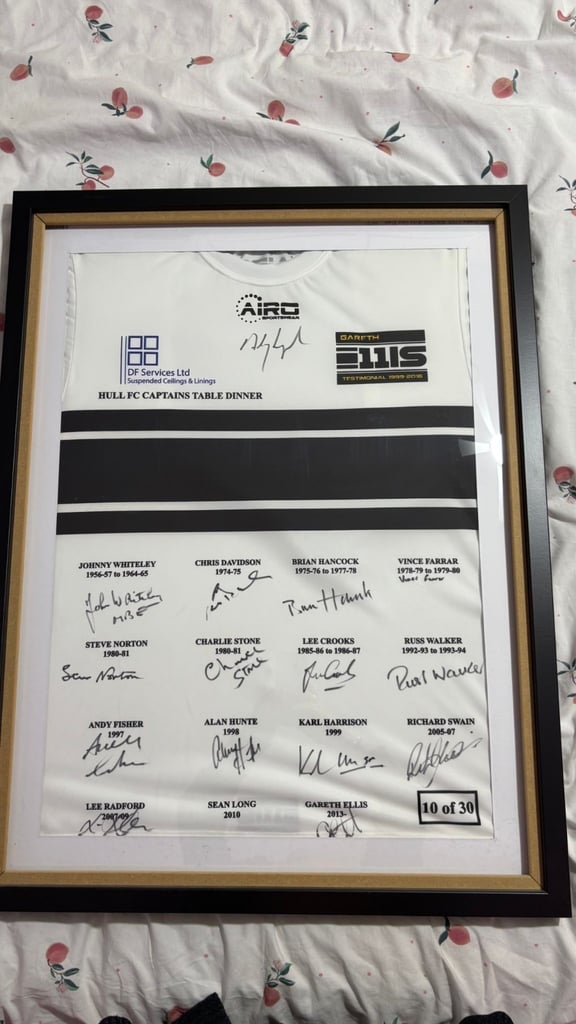 AIRO
SPORTSWEAR
GARETH
ELLIS
TESTIMONIAL 1999-2016
DF Services Ltd
Suspended Ceilings & Linings
HULL FC CAPTAINS TABLE DINNER
JOHNNY WHITELEY CHRIS DAVIDSON BRIAN HANCOCK VINCE FARRAR
1956-57 to 1964-65 1974-75 1975-76 to 1977-78 1978-79 to 1979-80
John Whiteley Brian Hancock Vince Farrar
MBE
STEVE NORTON CHARLIE STONE LEE CROOKS RUSS WALKER
1980-81 1980-81 1985-86 to 1986-87 1992-93 to 1993-94
Steve Norton Charlie Stone Russ Walker
ANDY FISHER ALAN HUNTE KARL HARRISON RICHARD SWAIN
1997 1998 1999 2005-07
LEE RADFORD SEAN LONG GARETH ELLIS
2007-09 2010 2013-
10 of 30